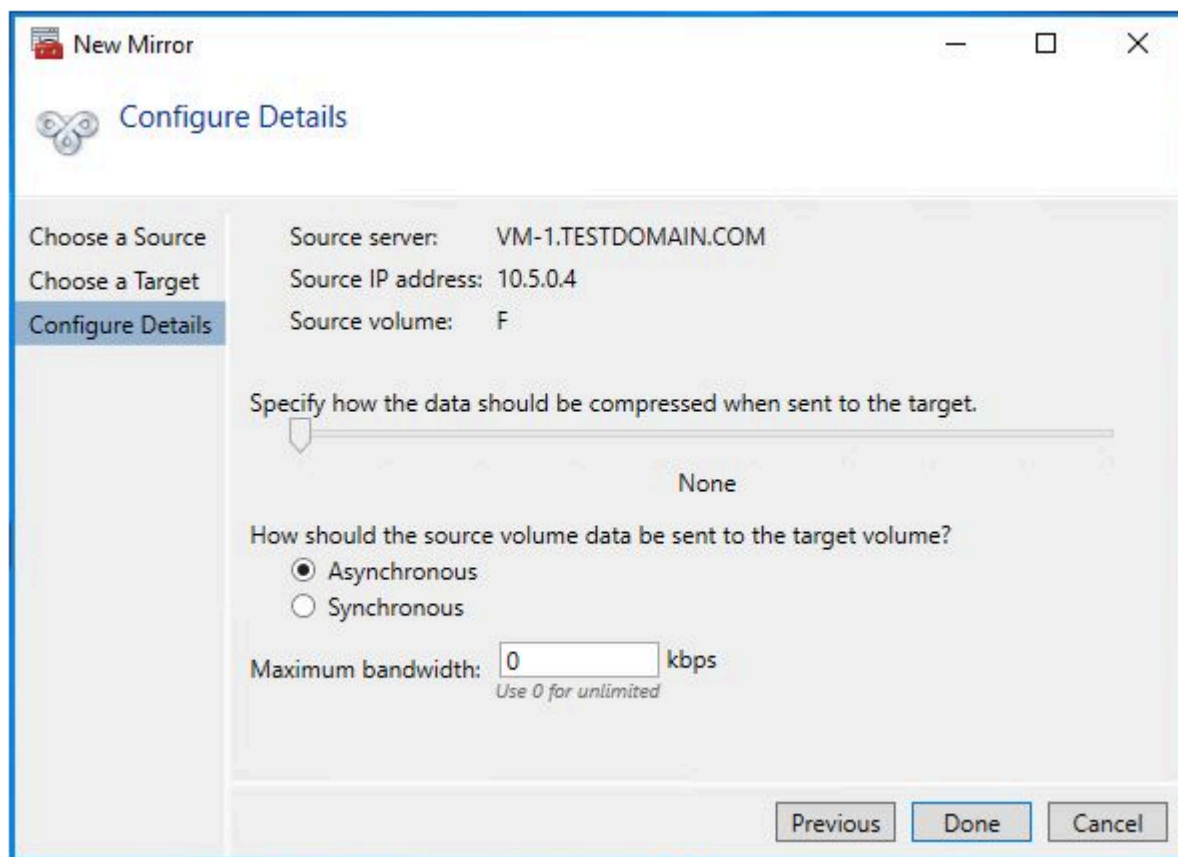 New Mirror
Configure Details
Choose a Source
Choose a Target
Configure Details
Source server: VM-1.TESTDOMAIN.COM
Source IP address: 10.5.0.4
Source volume: F
Specify how the data should be compressed when sent to the target.
None
How should the source volume data be sent to the target volume?
Asynchronous
Synchronous
Maximum bandwidth: 0 kbps
Use 0 for unlimited
Previous Done Cancel